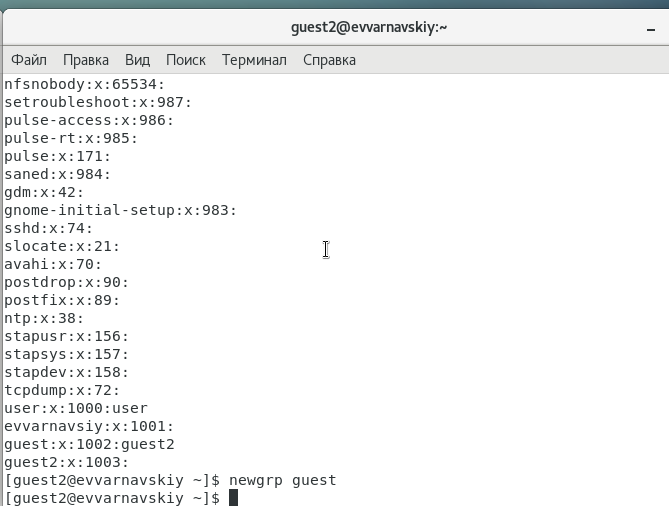 guest2@evvarnavskiy:~
Файл Правка Вид Поиск Терминал Справка
nfsnobody:x:65534:
setroubleshoot:x:987:
pulse-access:x:986:
pulse-rt:x:985:
pulse:x:171:
saned:x:984:
gdm:x:42:
gnome-initial-setup:x:983:
sshd:x:74:
slocate:x:21:
avahi:x:70:
postdrop:x:90:
postfix:x:89:
ntp:x:38:
stapusr:x:156:
stapsys:x:157:
stapdev:x:158:
tcpdump:x:72:
user:x:1000:user
evvarnavsiy:x:1001:
guest:x:1002:guest2
guest2:x:1003:
[guest2@evvarnavskiy ~]$ newgrp guest
[guest2@evvarnavskiy ~]$